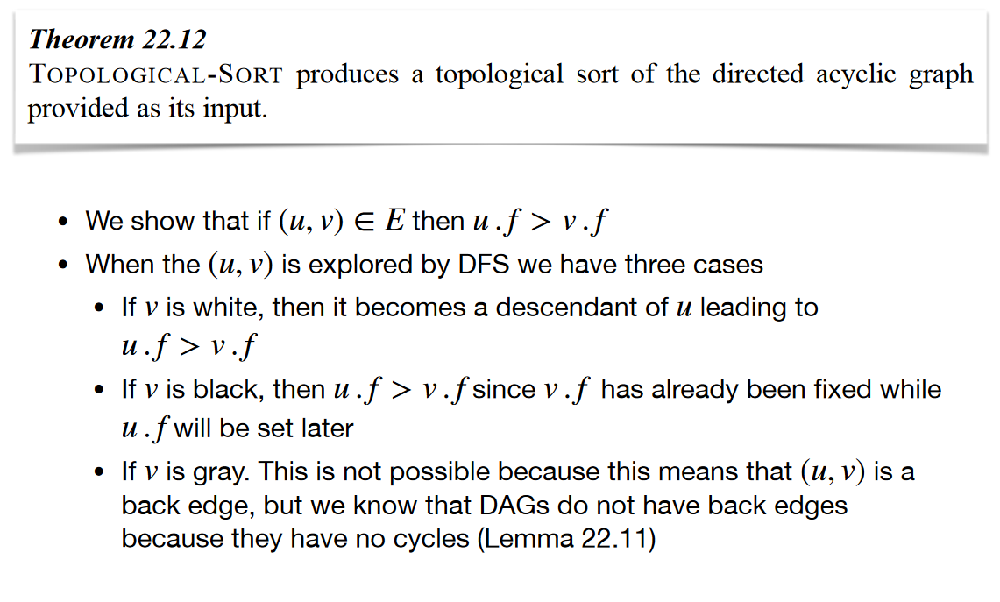 Theorem 22.12
TOPOLOGICAL-SORT produces a topological sort of the directed acyclic graph
provided as its input.
• We show that if (u, v) ∈ E then u . f > v . f
• When the (u, v) is explored by DFS we have three cases
• If v is white, then it becomes a descendant of u leading to
u . f > v . f
• If v is black, then u . f > v . f since v . f has already been fixed while
u . f will be set later
• If v is gray. This is not possible because this means that (u, v) is a
back edge, but we know that DAGs do not have back edges
because they have no cycles (Lemma 22.11)